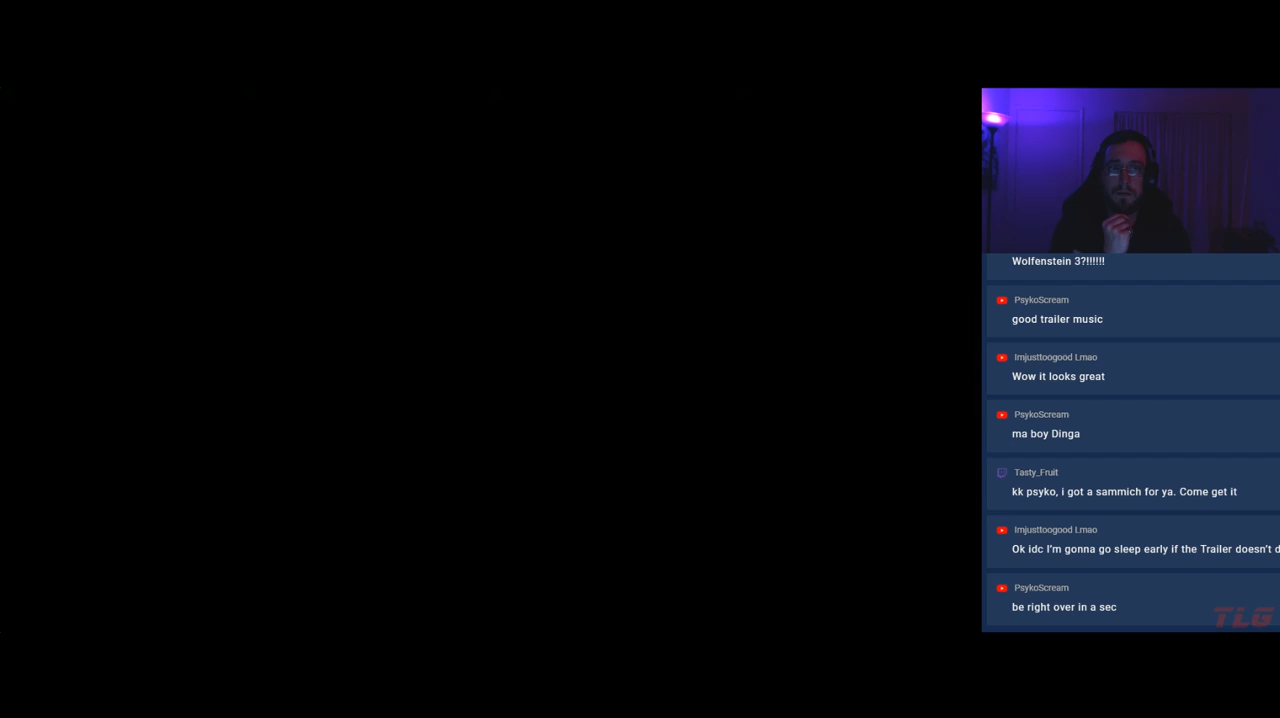 Wolfenstein 3?!!!!!!
PsykoScream
good trailer music
Imjusttoogood Lmao
Wow it looks great
PsykoScream
ma boy Dinga
Tasty_Fruit
kk psyko, i got a sammich for ya. Come get it
Imjusttoogood Lmao
Ok idc I'm gonna go sleep early if the Trailer doesn't d
PsykoScream
be right over in a sec
TLG